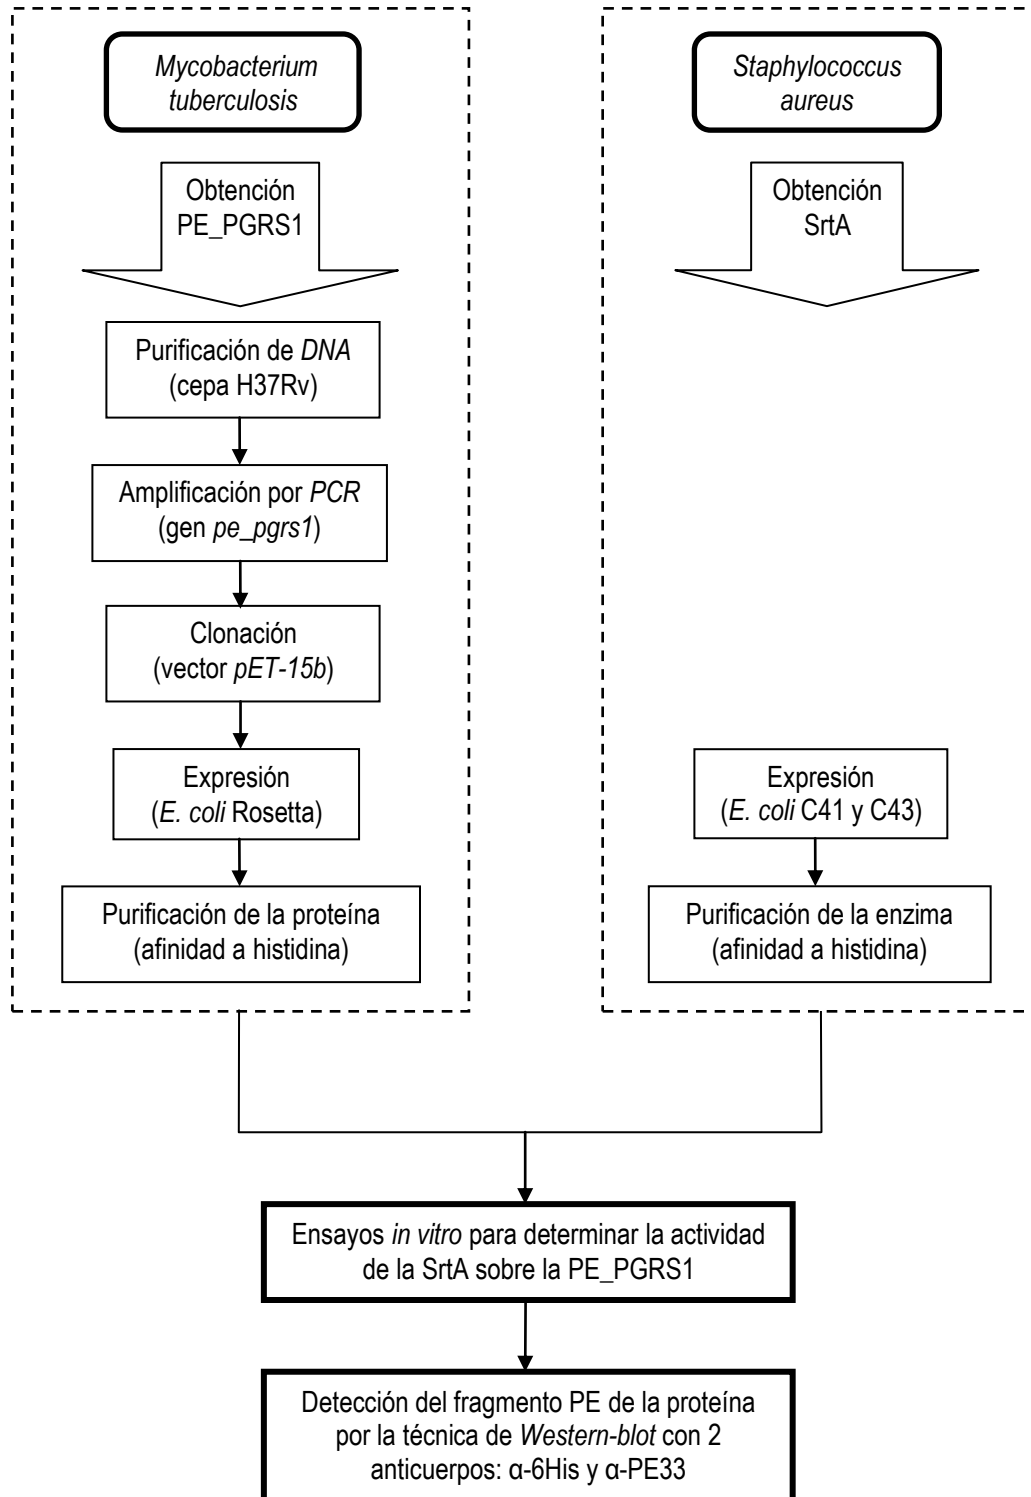 Mycobacterium
tuberculosis
Obtención
PE_PGRS1
Purificación de DNA
(cepa H37Rv)
Amplificación por PCR
(gen pe_pgrs1)
Clonación
(vector pET-15b)
Expresión
(E. coli Rosetta)
Purificación de la proteína
(afinidad a histidina)
Staphylococcus
aureus
Obtención
SrtA
Expresión
(E. coli C41 y C43)
Purificación de la enzima
(afinidad a histidina)
Ensayos in vitro para determinar la actividad
de la SrtA sobre la PE_PGRS1
Detección del fragmento PE de la proteína
por la técnica de Western-blot con 2
anticuerpos: α-6His y α-PE33